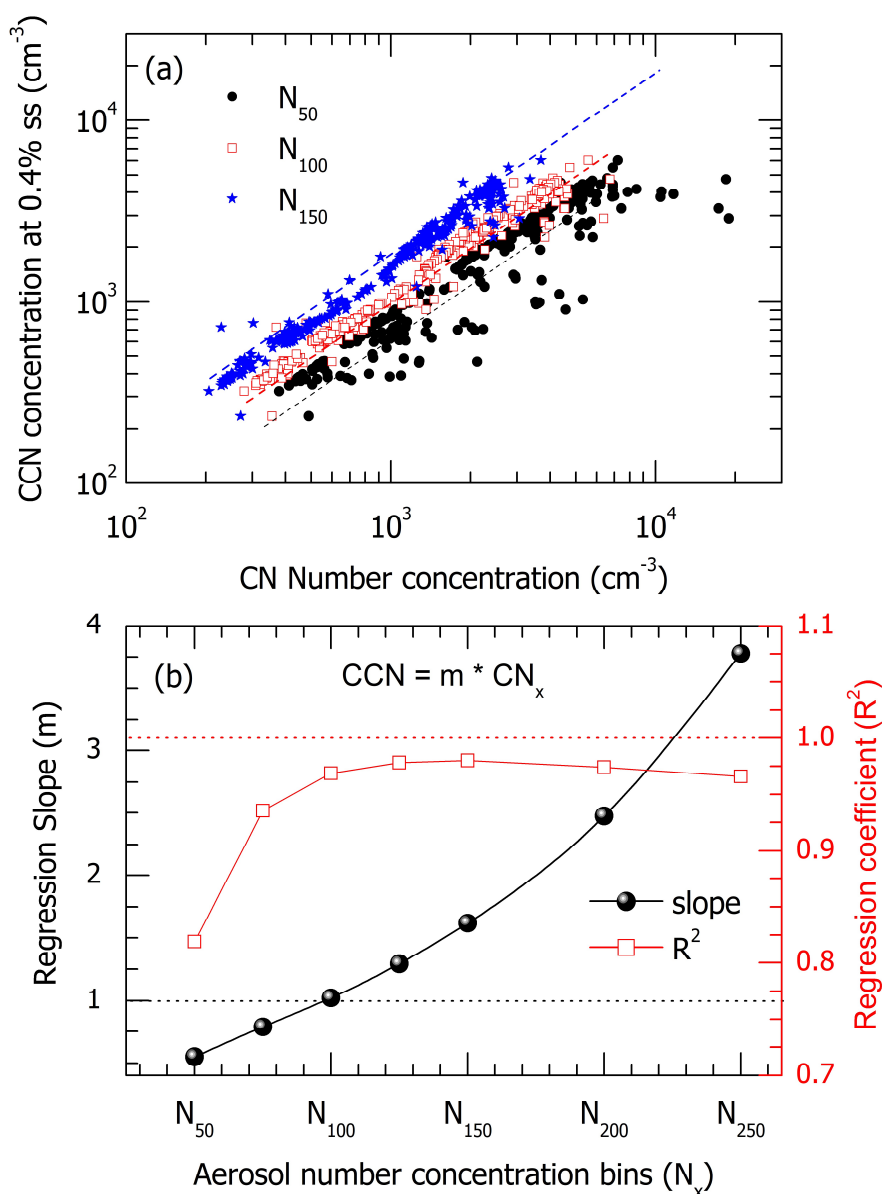 (a)
N50
N100
N150
CCN concentration at 0.4% ss (cm-3)
10^4
10^3
10^2
10^2 10^3 10^4
CN Number concentration (cm-3)
(b)
CCN = m * CNx
Regression Slope (m)
4
3
2
1
Regression coefficient (R2)
1.1
1.0
0.9
0.8
0.7
slope
R2
N50 N100 N150 N200 N250
Aerosol number concentration bins (Nx)